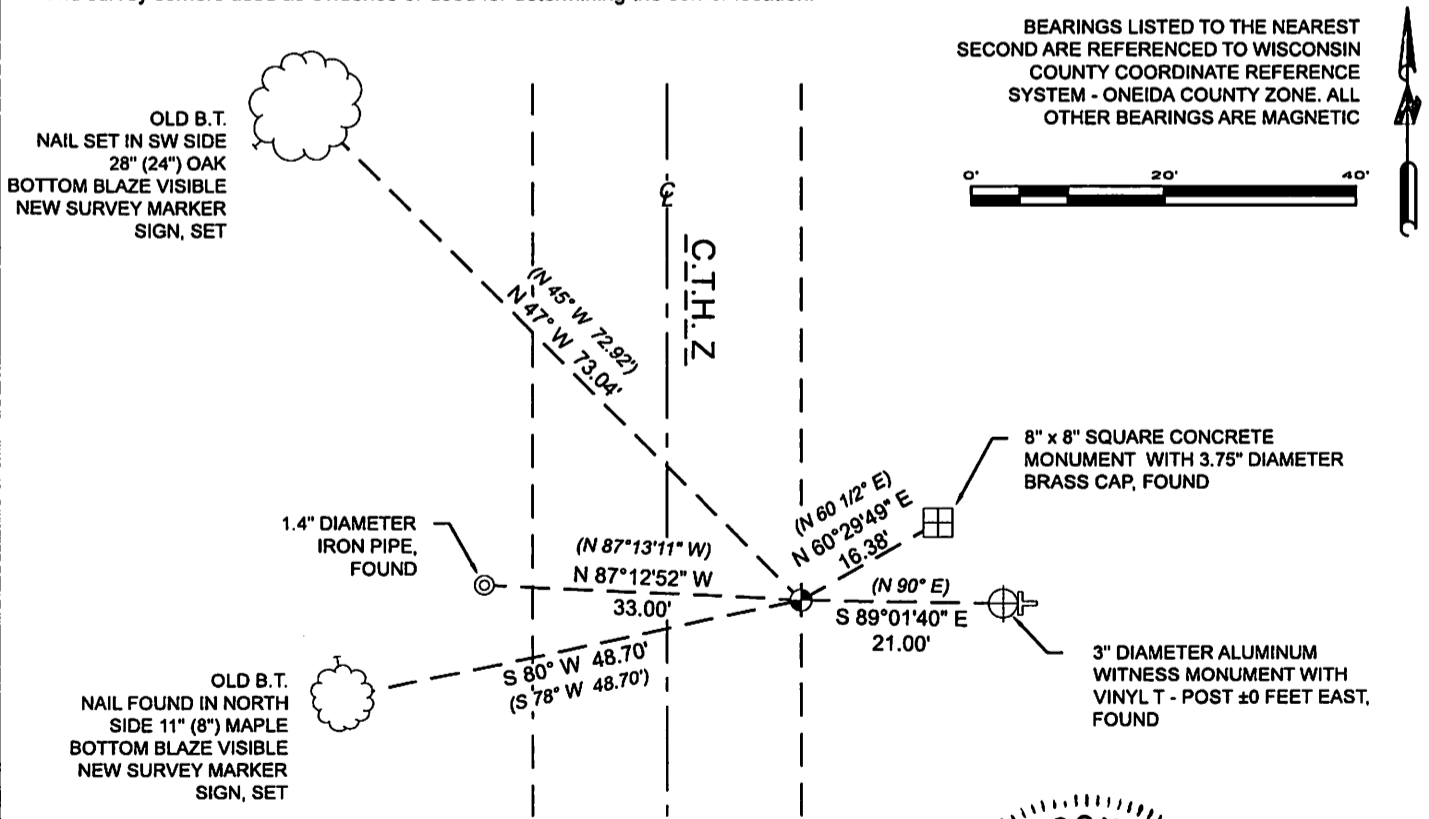 BEARINGS LISTED TO THE NEAREST
SECOND ARE REFERENCED TO WISCONSIN
COUNTY COORDINATE REFERENCE
SYSTEM - ONEIDA COUNTY ZONE. ALL
OTHER BEARINGS ARE MAGNETIC
N
0' 20' 40'
OLD B.T.
NAIL SET IN SW SIDE
28" (24") OAK
BOTTOM BLAZE VISIBLE
NEW SURVEY MARKER
SIGN, SET
C.T.H. Z
(N 45° W 72.92')
N 47° W 73.04'
8" x 8" SQUARE CONCRETE
MONUMENT WITH 3.75" DIAMETER
BRASS CAP, FOUND
(N 60 1/2° E)
N 60°29'49" E
16.38'
1.4" DIAMETER
IRON PIPE,
FOUND
(N 87°13'11" W)
N 87°12'52" W
33.00'
(N 90° E)
S 89°01'40" E
21.00'
S 80° W 48.70'
(S 78° W 48.70')
3" DIAMETER ALUMINUM
WITNESS MONUMENT WITH
VINYL T - POST ±0 FEET EAST,
FOUND
OLD B.T.
NAIL FOUND IN NORTH
SIDE 11" (8") MAPLE
BOTTOM BLAZE VISIBLE
NEW SURVEY MARKER
SIGN, SET